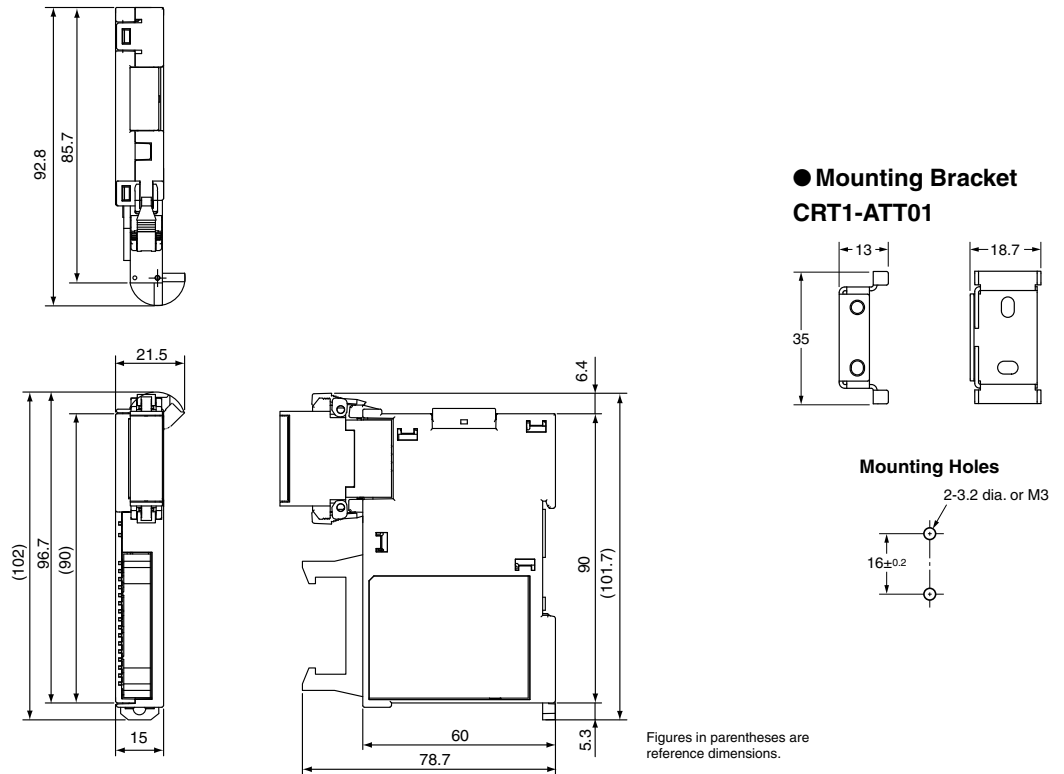 92.8
85.7
● Mounting Bracket
CRT1-ATT01
13
18.7
35
21.5
6.4
Mounting Holes
2-3.2 dia. or M3
16±0.2
(102)
96.7
(90)
90
(101.7)
15
60
5.3
78.7
Figures in parentheses are
reference dimensions.